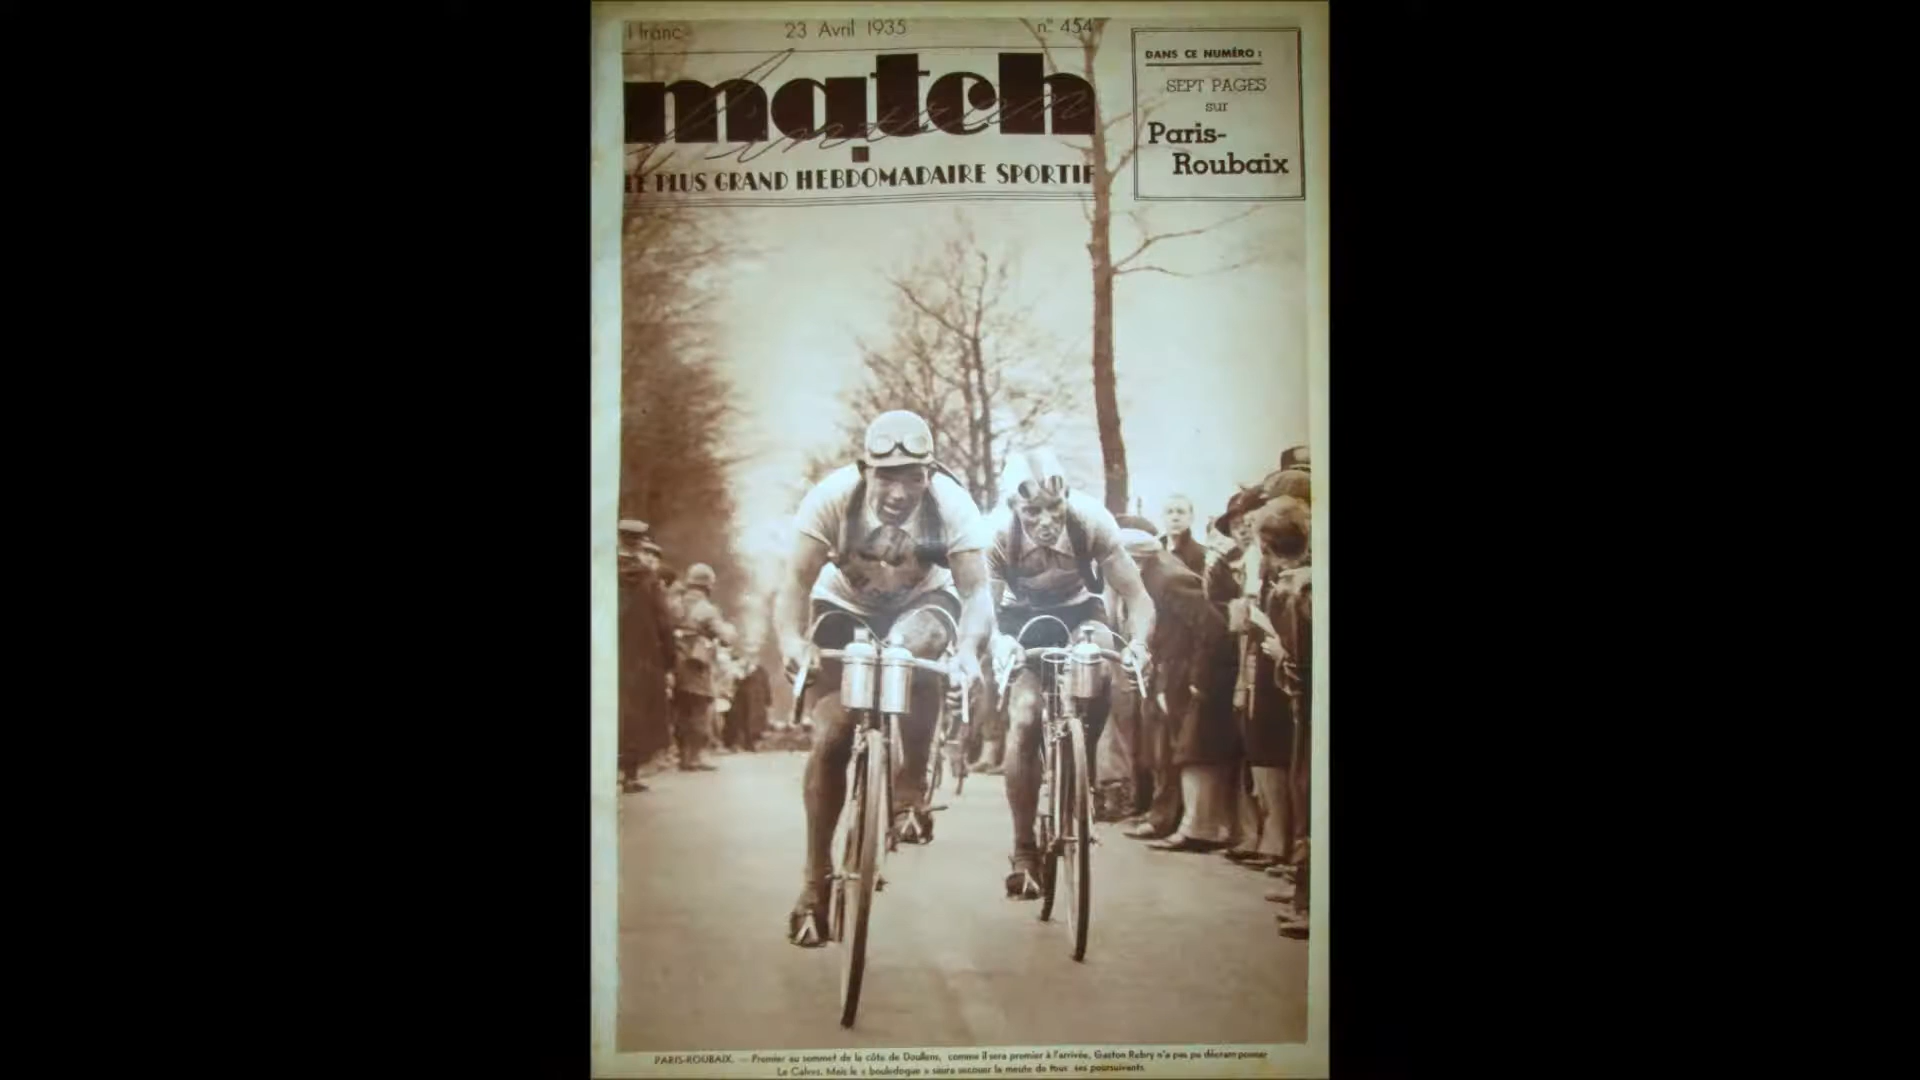 1 franc
23 Avril 1935
nº 454
match
l'intran
LE PLUS GRAND HEBDOMADAIRE SPORTIF
DANS CE NUMÉRO :
SEPT PAGES
sur
Paris-
Roubaix
PARIS-ROUBAIX. — Premier au sommet de la côte de Doullens, comme il sera premier à l'arrivée, Gaston Rebry n'a pas pu décramponner
Le Calvez. Mais le « bouledogue » saura secouer la meute de tous ses poursuivants.